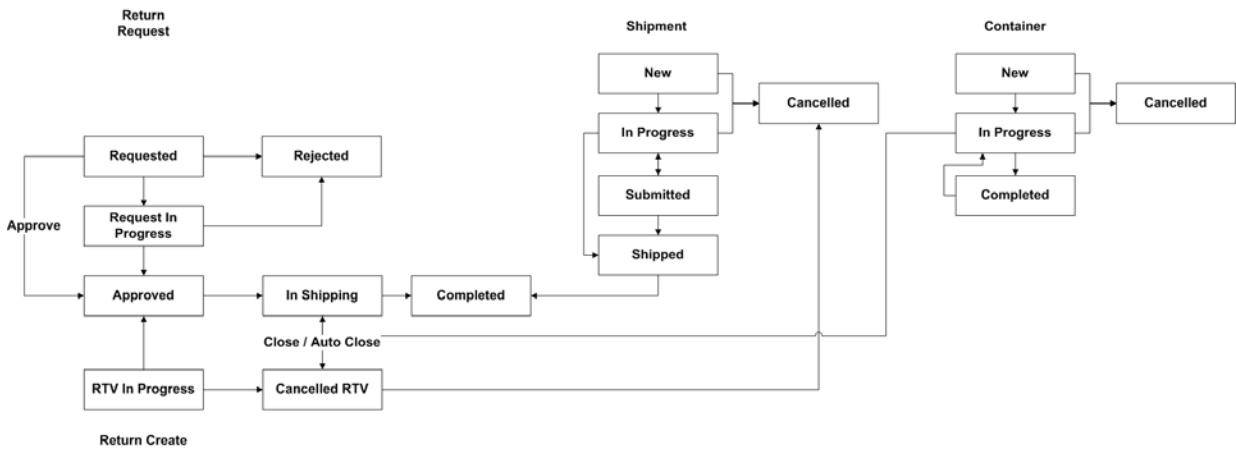 Return
Request
Shipment
Container
New
New
Cancelled
Cancelled
In Progress
In Progress
Requested
Rejected
Submitted
Completed
Approve
Request In
Progress
Shipped
Approved
In Shipping
Completed
Close / Auto Close
RTV In Progress
Cancelled RTV
Return Create